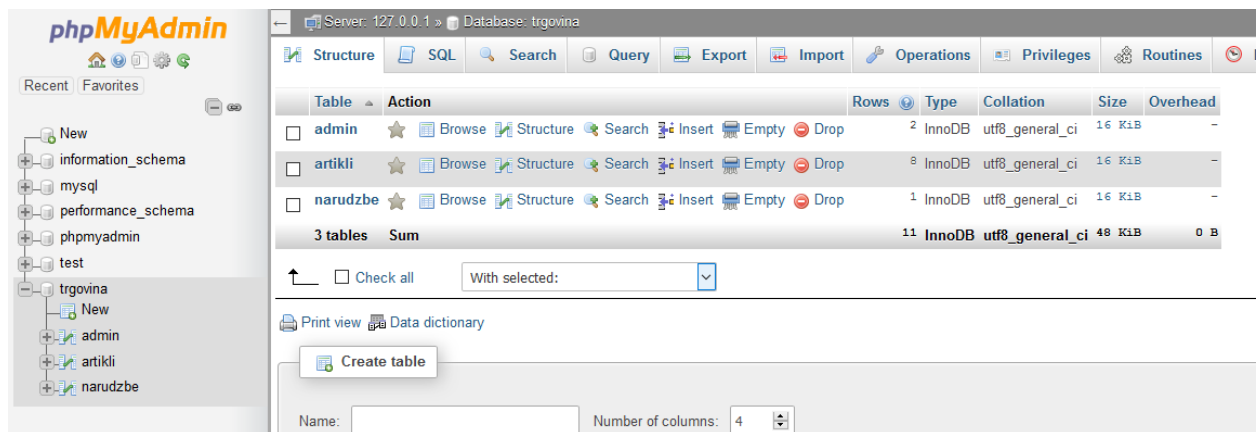 phpMyAdmin
Recent Favorites
New
information_schema
mysql
performance_schema
phpmyadmin
test
trgovina
New
admin
artikli
narudzbe
← Server: 127.0.0.1 » Database: trgovina
Structure SQL Search Query Export Import Operations Privileges Routines
Table Action Rows Type Collation Size Overhead
admin Browse Structure Search Insert Empty Drop 2 InnoDB utf8_general_ci 16 KiB -
artikli Browse Structure Search Insert Empty Drop 8 InnoDB utf8_general_ci 16 KiB -
narudzbe Browse Structure Search Insert Empty Drop 1 InnoDB utf8_general_ci 16 KiB -
3 tables Sum 11 InnoDB utf8_general_ci 48 KiB 0 B
Check all With selected:
Print view Data dictionary
Create table
Name: Number of columns: 4